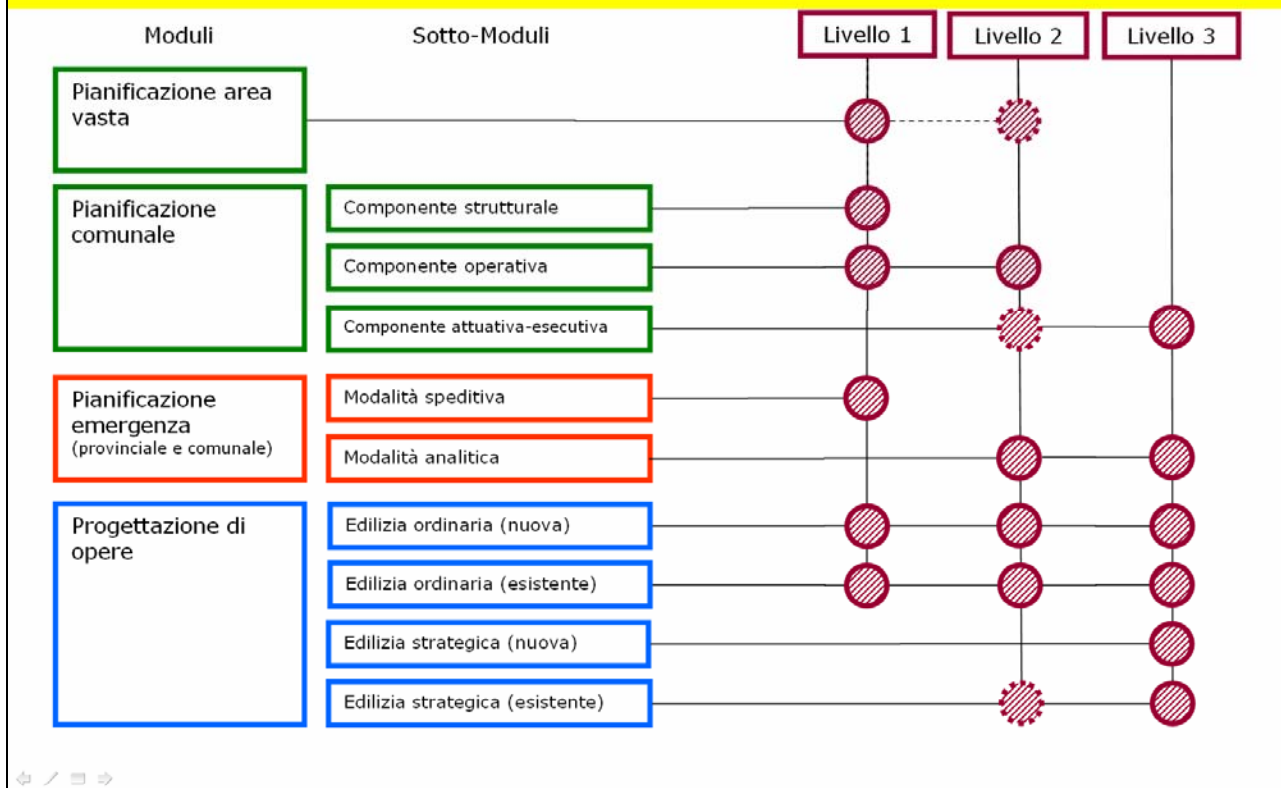 Moduli
Sotto-Moduli
Livello 1
Livello 2
Livello 3
Pianificazione area
vasta
Pianificazione
comunale
Componente strutturale
Componente operativa
Componente attuativa-esecutiva
Pianificazione
emergenza
(provinciale e comunale)
Modalità speditiva
Modalità analitica
Progettazione di
opere
Edilizia ordinaria (nuova)
Edilizia ordinaria (esistente)
Edilizia strategica (nuova)
Edilizia strategica (esistente)